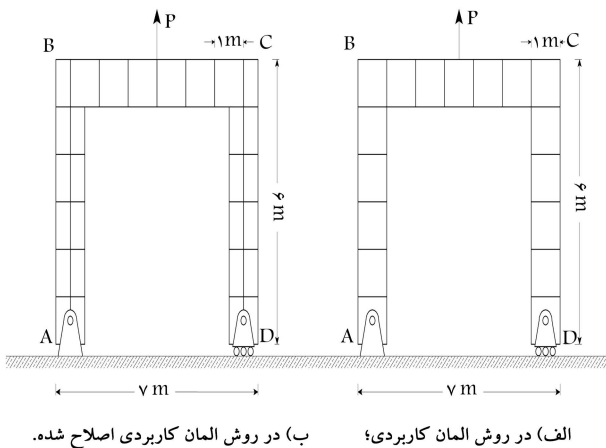 P
B
۱m
C
۶ m
A
D
۷ m
ب) در روش المان کاربردی اصلاح شده.
P
B
۱m
C
۶ m
A
D
۷ m
الف) در روش المان کاربردی؛